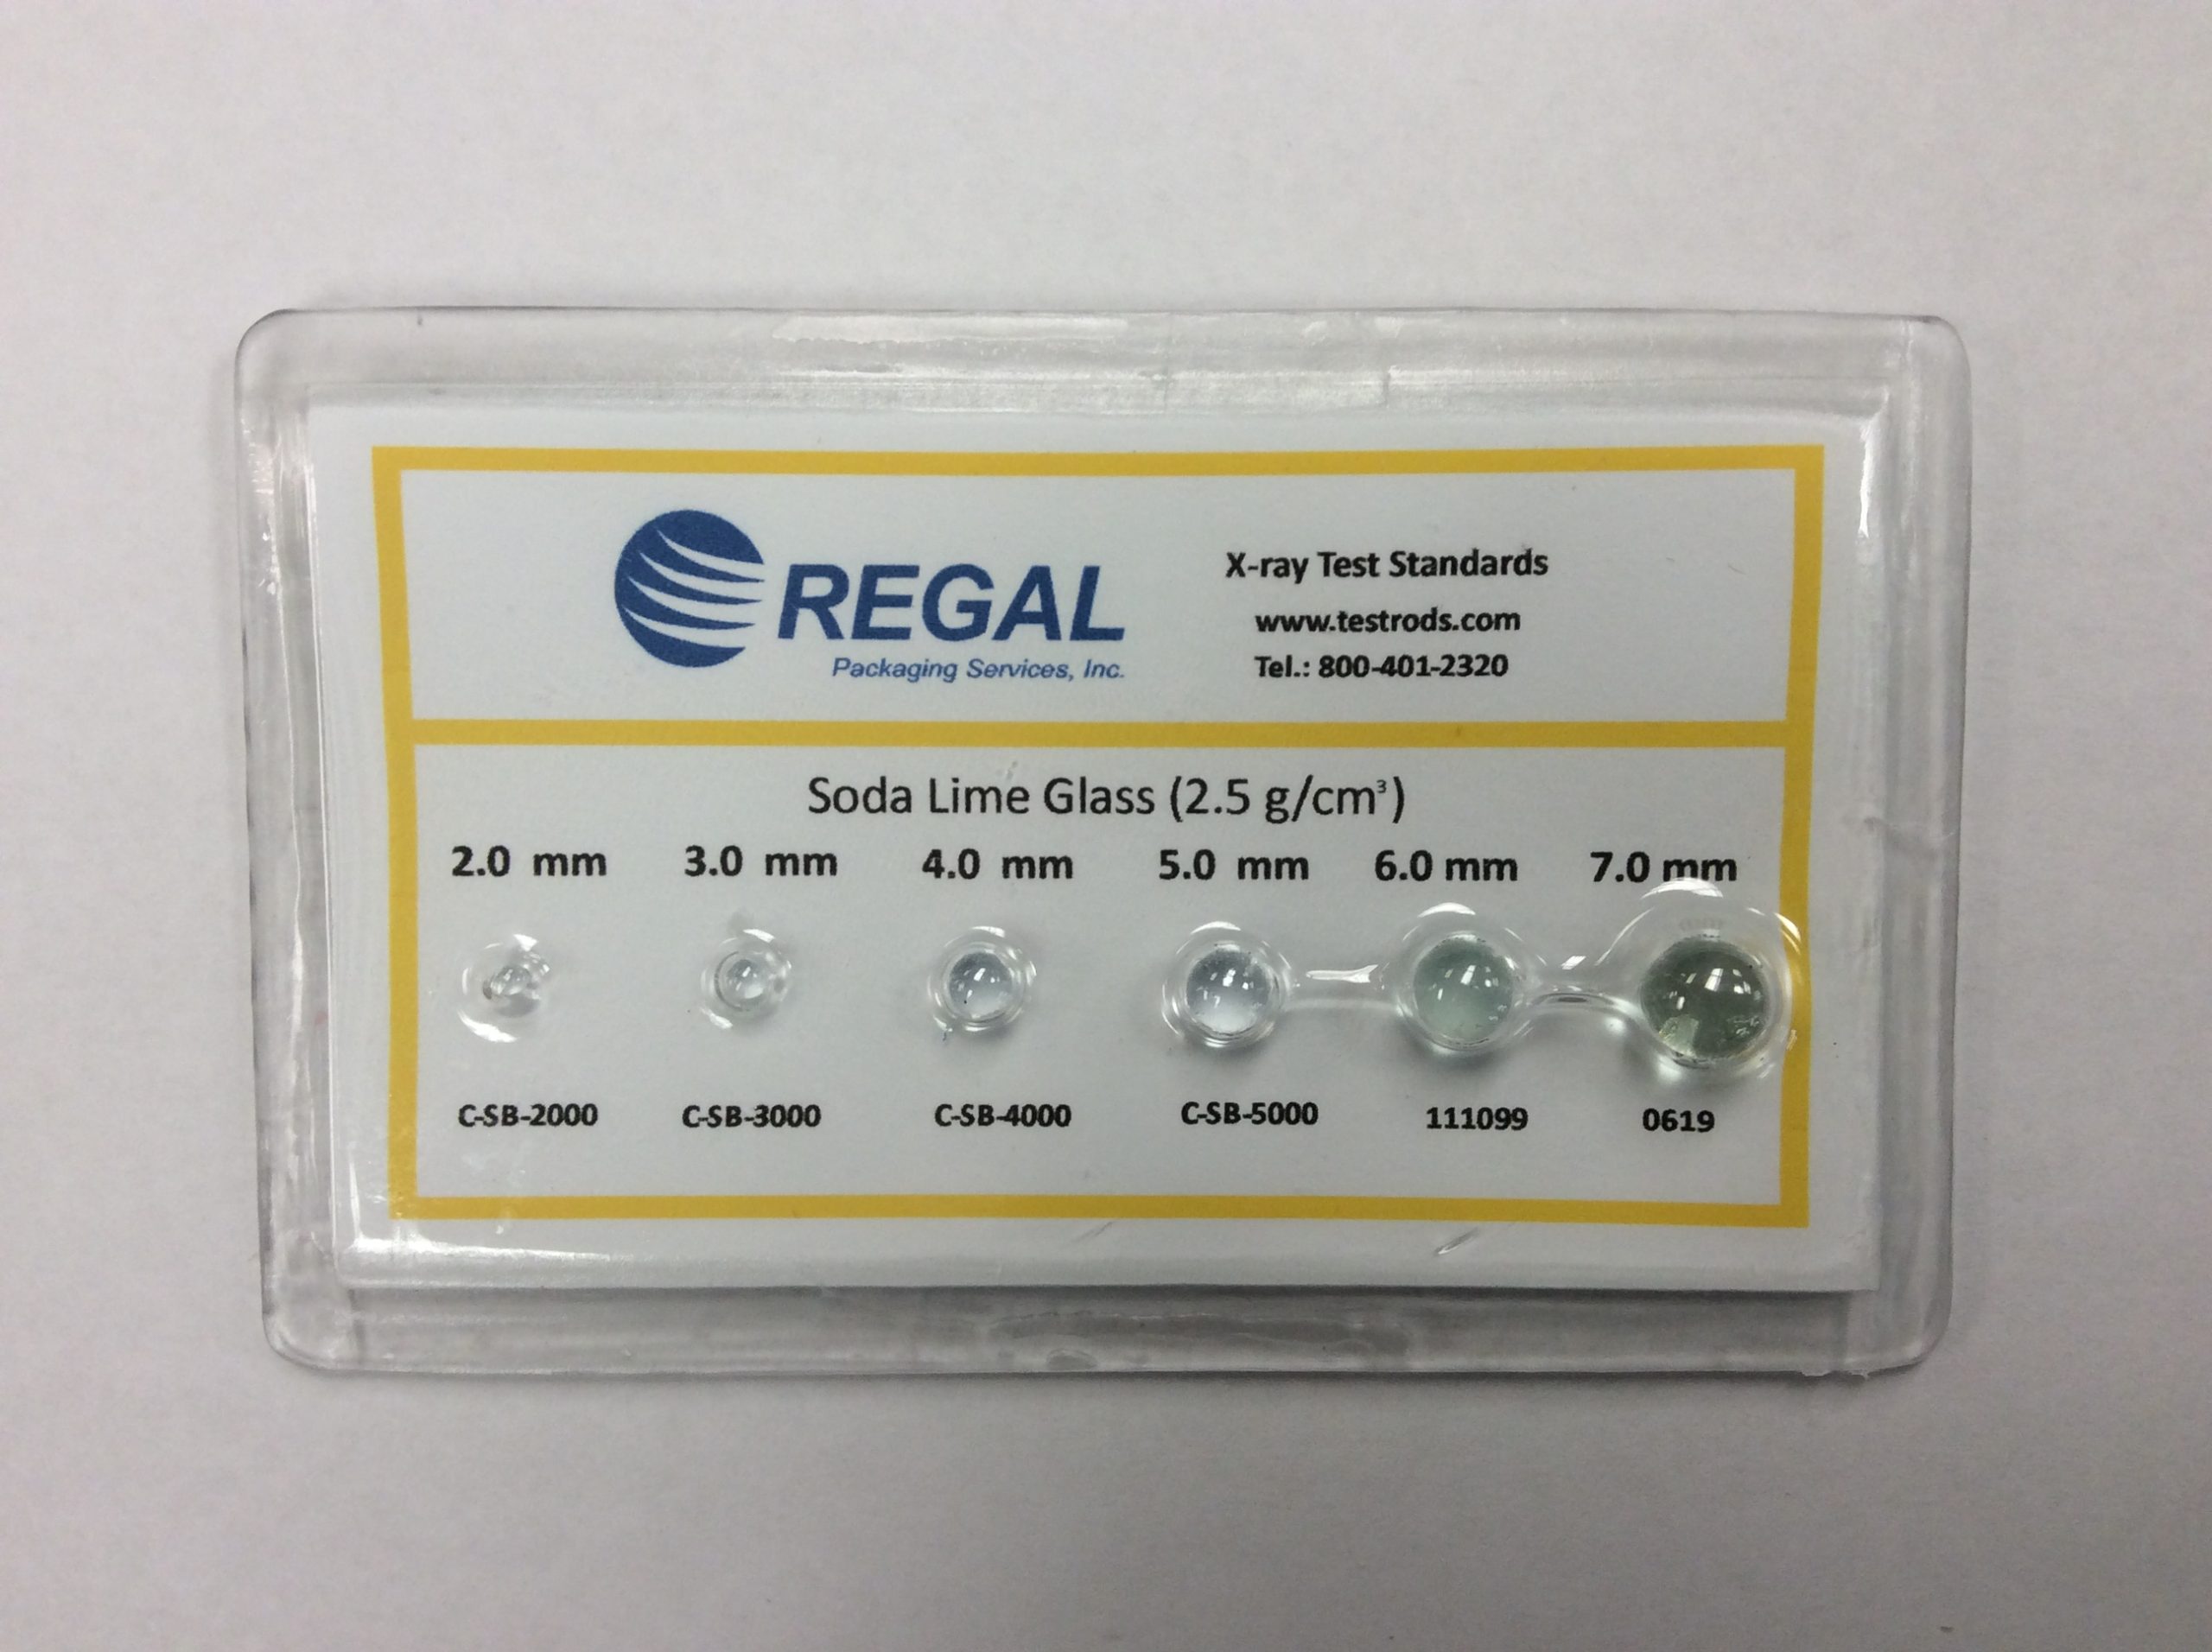 REGAL
Packaging Services, Inc.
X-ray Test Standards
www.testrods.com
Tel.: 800-401-2320
Soda Lime Glass (2.5 g/cm³)
2.0 mm 3.0 mm 4.0 mm 5.0 mm 6.0 mm 7.0 mm
C-SB-2000 C-SB-3000 C-SB-4000 C-SB-5000 111099 0619